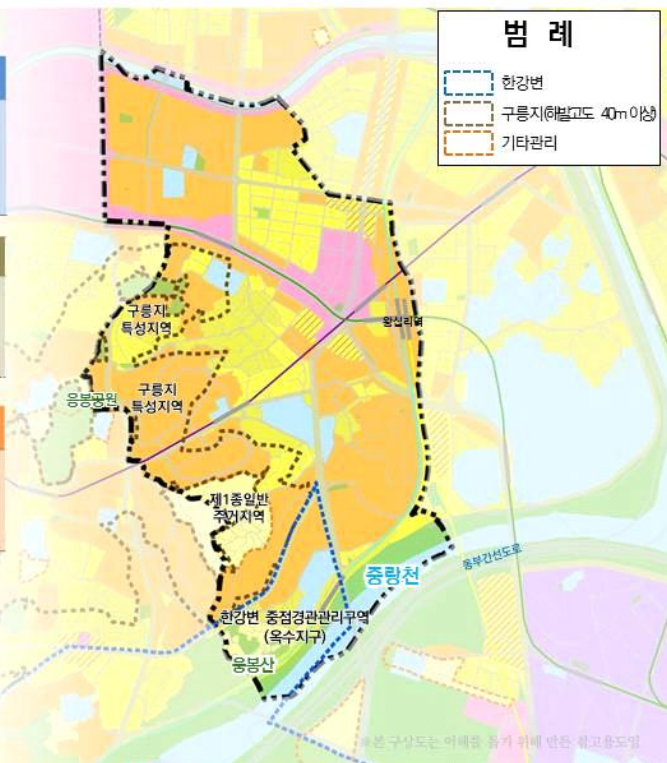 범 례
한강변
구릉지(해발고도 40m 이상)
기타관리
구릉지
특성지역
왕십리역
응봉공원
구릉지
특성지역
제1종일반
주거지역
중랑천
동부간선도로
한강변 중점경관관리구역
(옥수지구)
응봉산
※본 구상도는 이해를 돕기 위해 만든 참고용도임